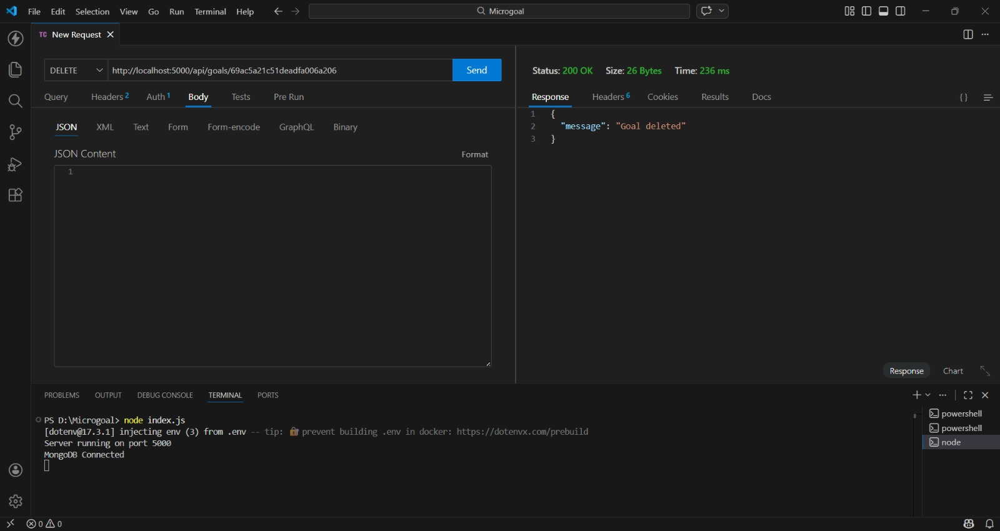 File Edit Selection View Go Run Terminal Help Microgoal
TC New Request
DELETE http://localhost:5000/api/goals/69ac5a21c51deadfa006a206 Send
Query Headers 2 Auth 1 Body Tests Pre Run
JSON XML Text Form Form-encode GraphQL Binary
JSON Content Format
1
Status: 200 OK Size: 26 Bytes Time: 236 ms
Response Headers 6 Cookies Results Docs {}
1 {
2 "message": "Goal deleted"
3 }
Response Chart
PROBLEMS OUTPUT DEBUG CONSOLE TERMINAL PORTS
PS D:\Microgoal> node index.js
[dotenv@17.3.1] injecting env (3) from .env -- tip: 🔐 prevent building .env in docker: https://dotenvx.com/prebuild
Server running on port 5000
MongoDB Connected
powershell
powershell
node
0 0